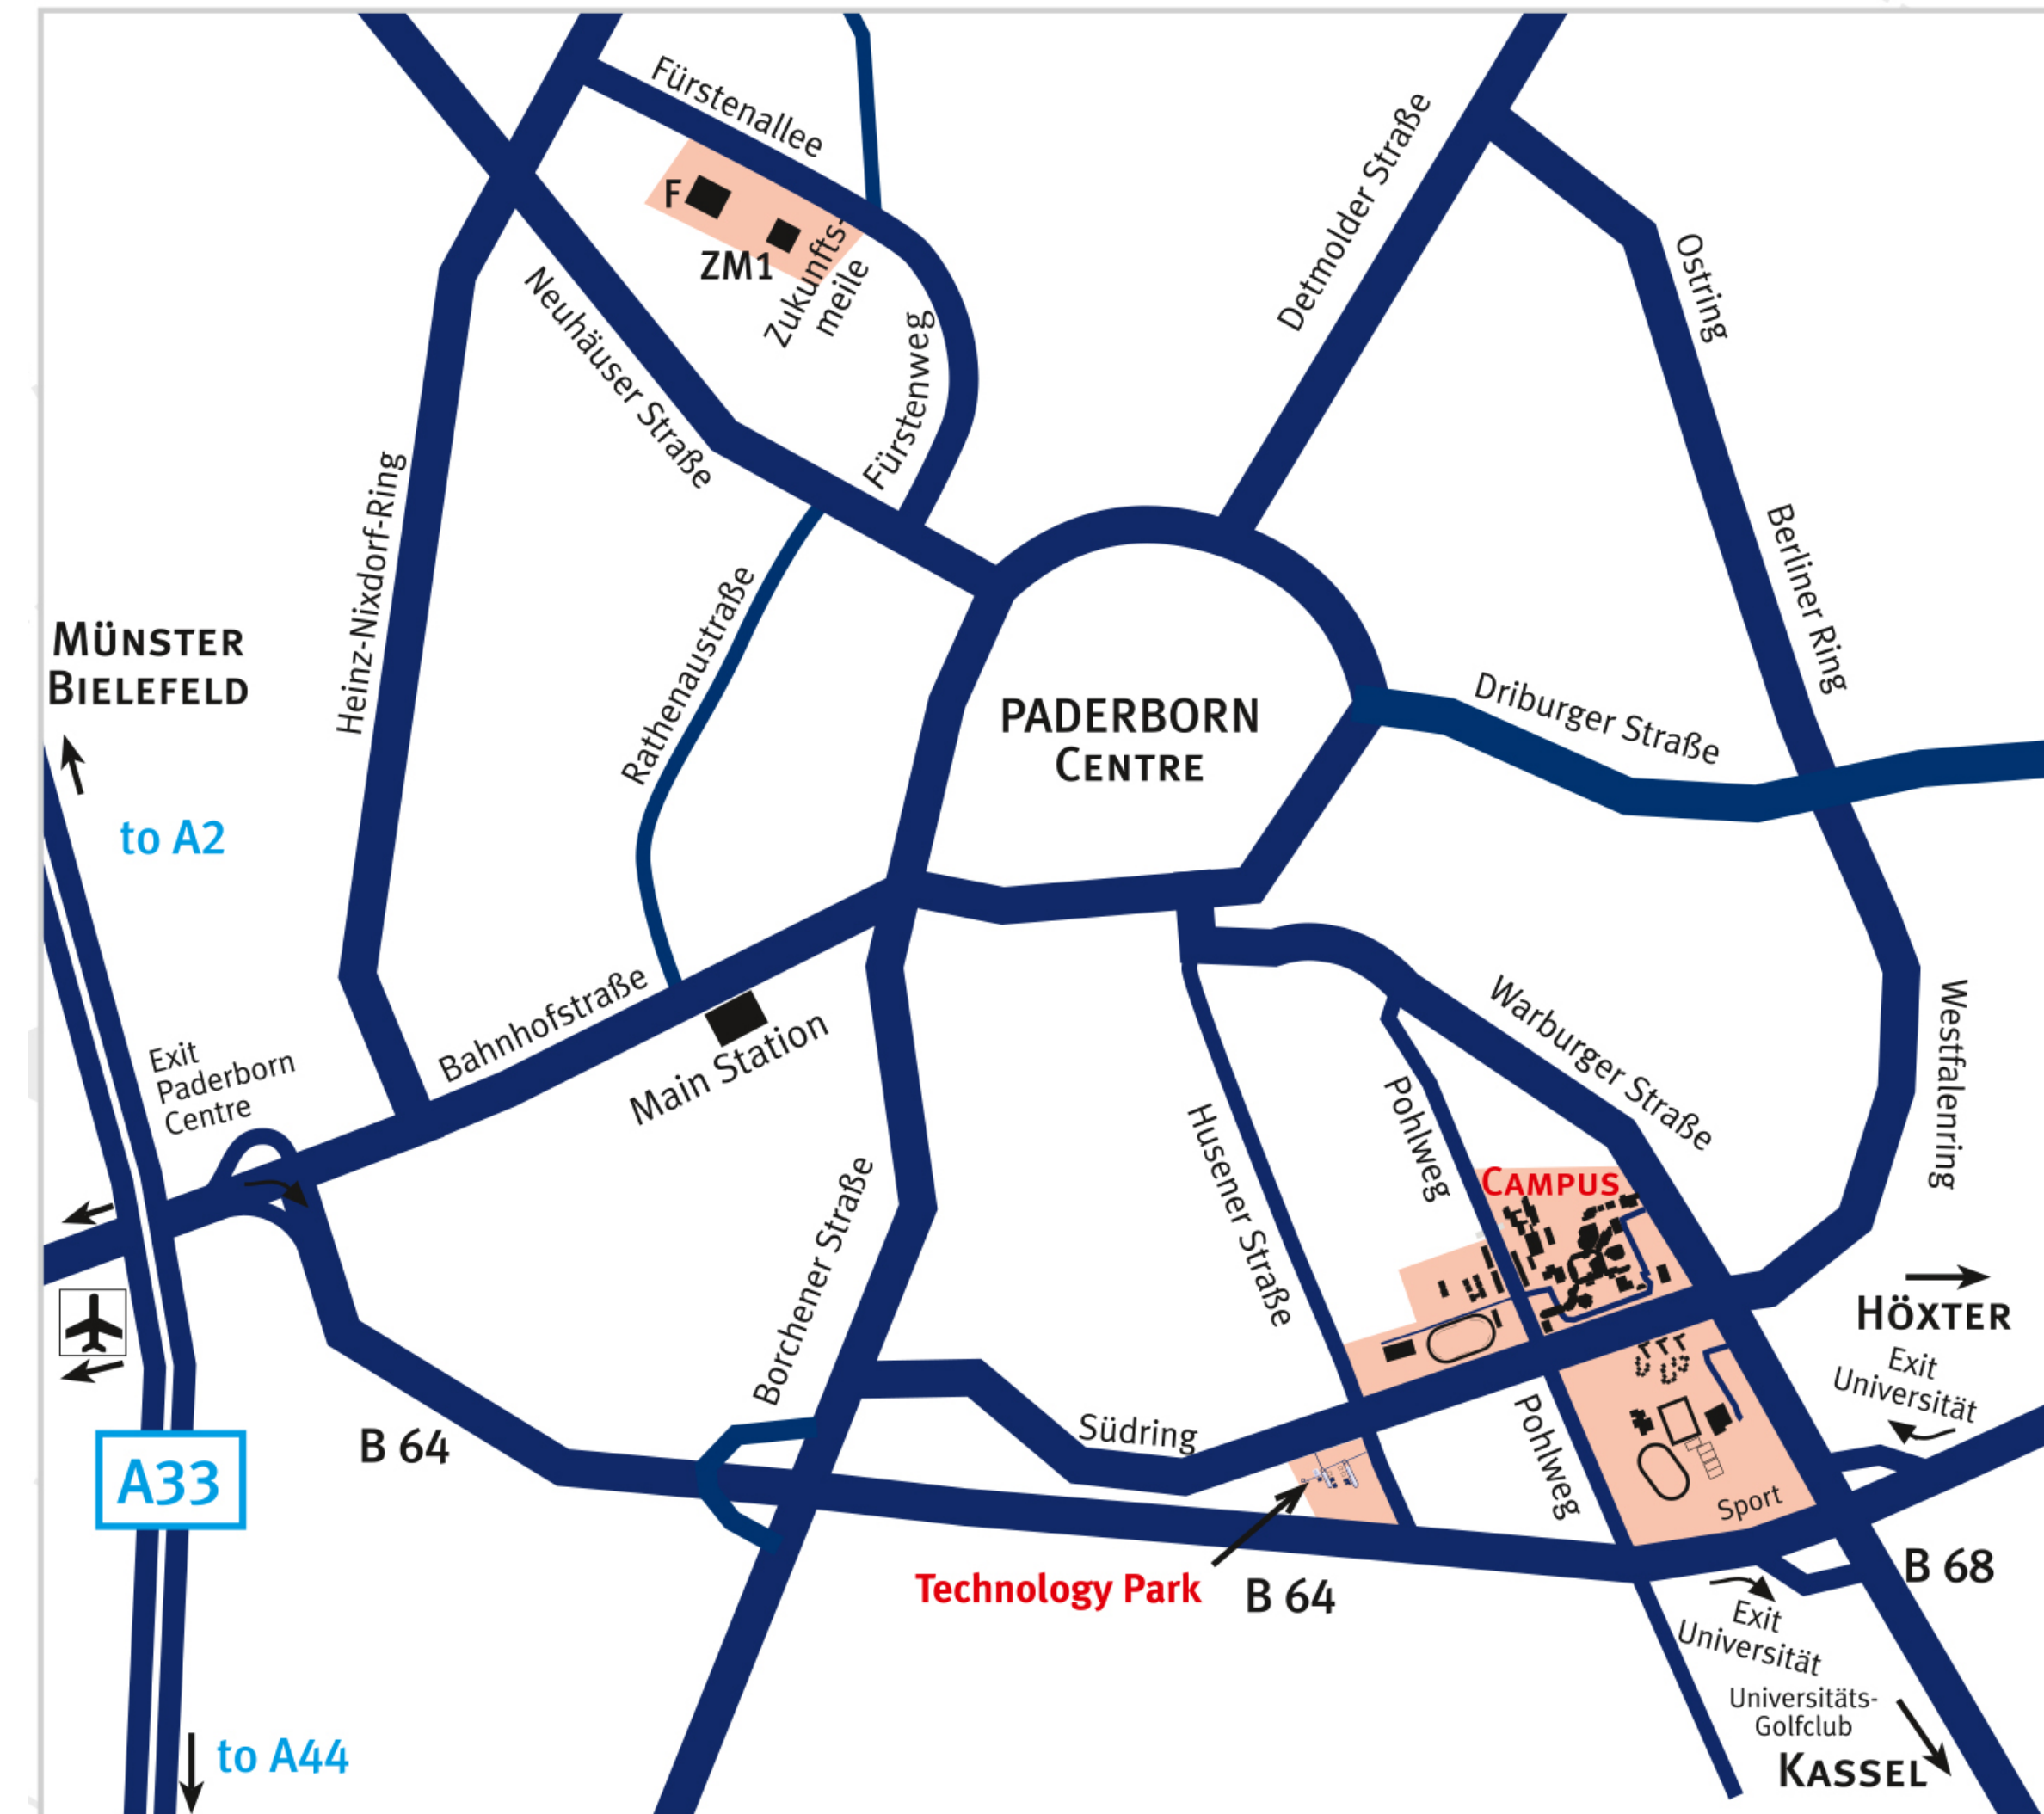 Fürstenallee
F
ZM1
Zukunfts-
meile
Neuhäuser Straße
Fürstenweg
Detmolder Straße
Ostring
Heinz-Nixdorf-Ring
Rathenaustraße
Berliner Ring
MÜNSTER
BIELEFELD
to A2
PADERBORN
CENTRE
Driburger Straße
Exit
Paderborn
Centre
Bahnhofstraße
Main Station
Warburger Straße
Westfalenring
Pohlweg
Husener Straße
CAMPUS
Borchener Straße
HÖXTER
Exit
Universität
A33
B 64
Südring
Pohlweg
Sport
Technology Park
B 64
B 68
Exit
Universität
Universitäts-
Golfclub
KASSEL
to A44